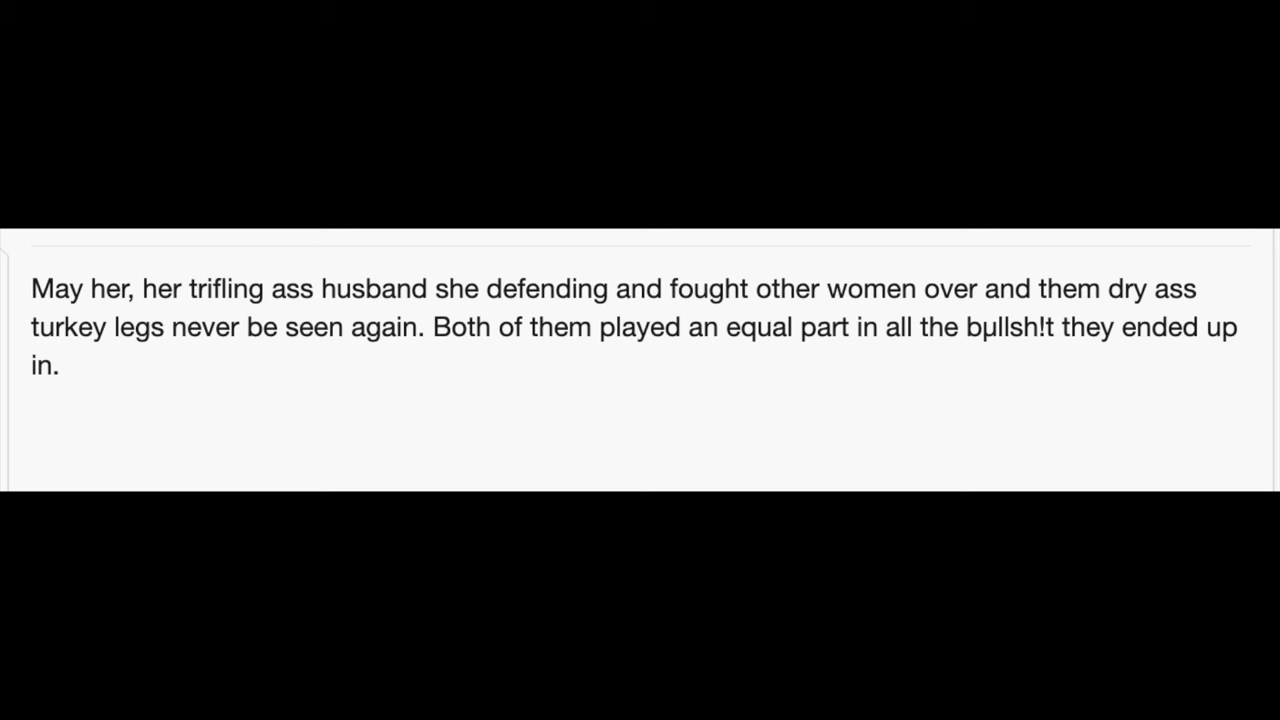 May her, her trifling ass husband she defending and fought other women over and them dry ass
turkey legs never be seen again. Both of them played an equal part in all the bµllsh!t they ended up
in.